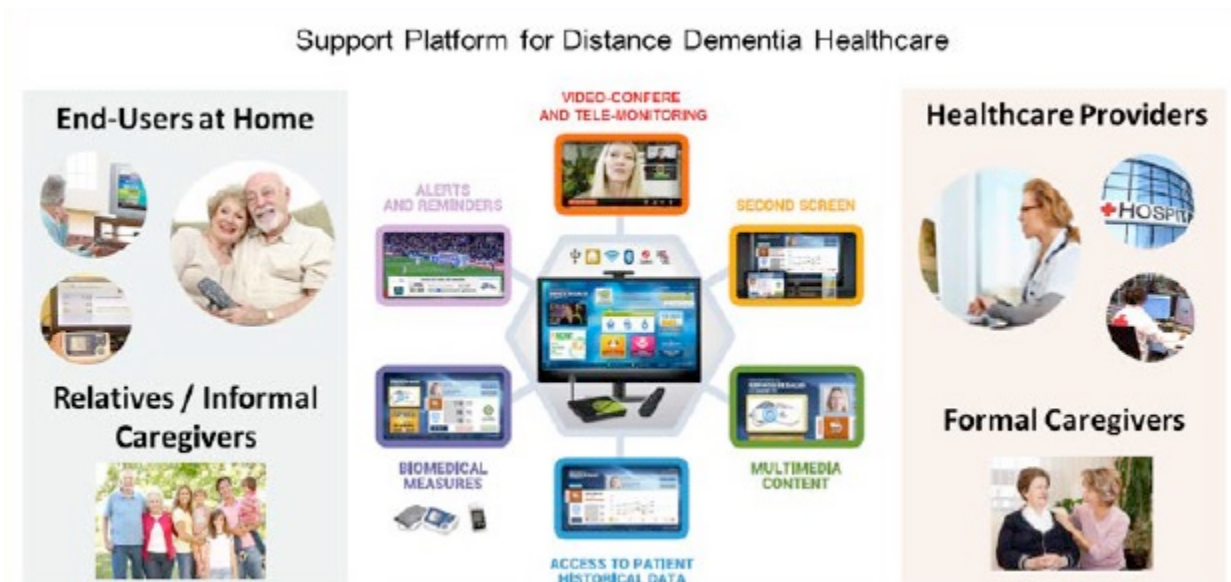 Support Platform for Distance Dementia Healthcare
End-Users at Home
Relatives / Informal
Caregivers
VIDEO-CONFERE
AND TELE-MONITORING
ALERTS
AND REMINDERS
SECOND SCREEN
BIOMEDICAL
MEASURES
MULTIMEDIA
CONTENT
ACCESS TO PATIENT
HISTORICAL DATA
Healthcare Providers
HOSPIT
Formal Caregivers